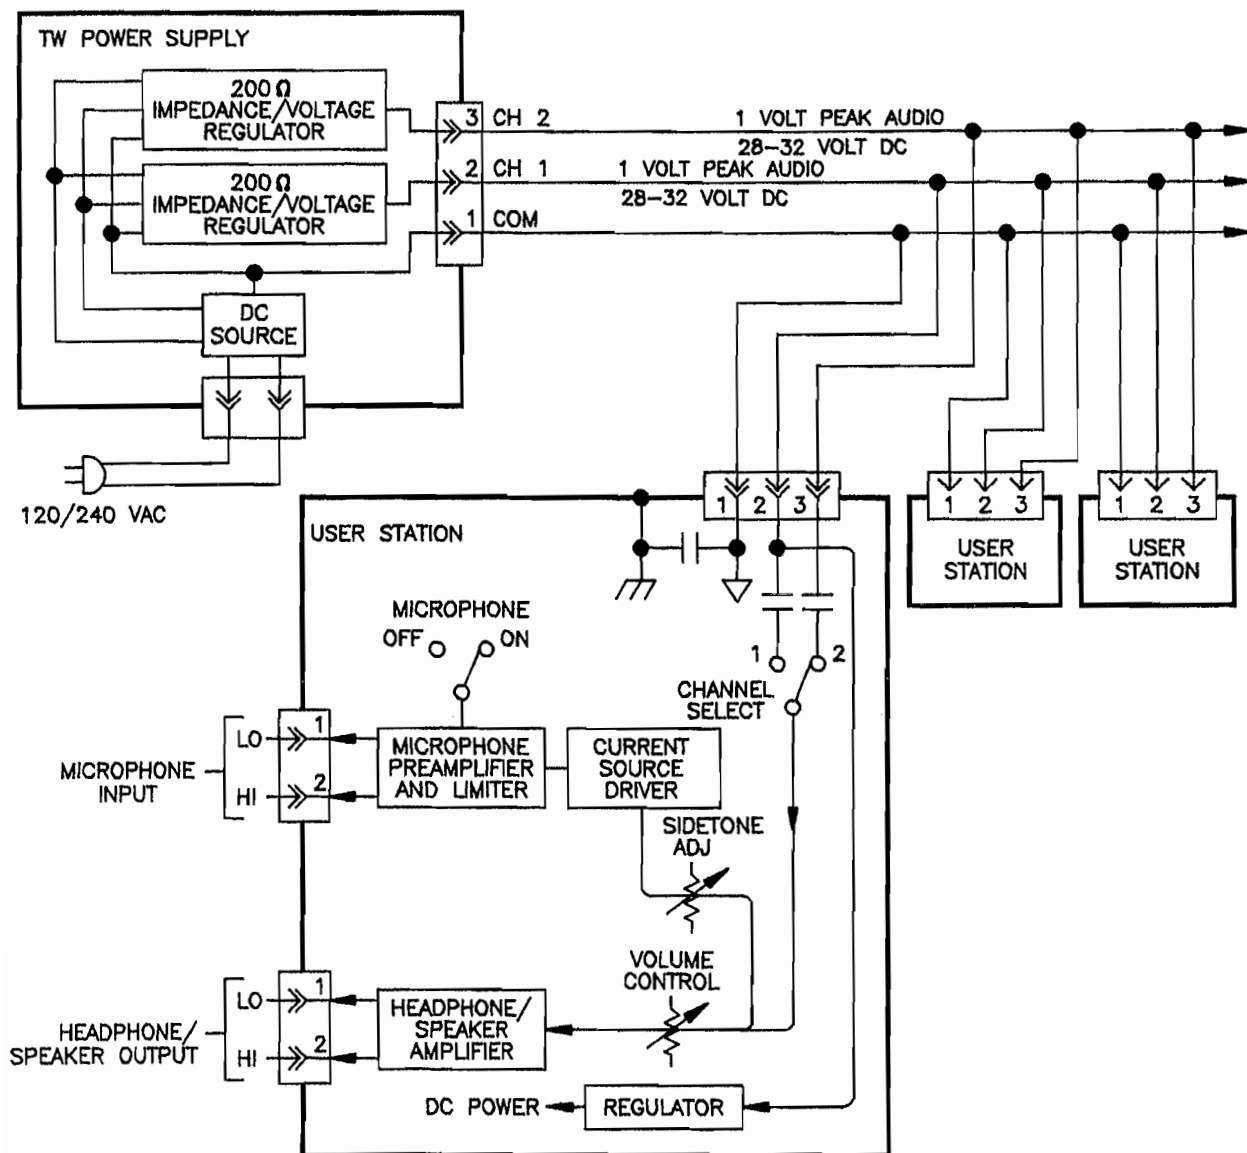 TW POWER SUPPLY
200Ω
IMPEDANCE/VOLTAGE
REGULATOR
200Ω
IMPEDANCE/VOLTAGE
REGULATOR
3 CH 2
1 VOLT PEAK AUDIO
28-32 VOLT DC
2 CH 1
1 VOLT PEAK AUDIO
28-32 VOLT DC
1 COM
DC
SOURCE
120/240 VAC
1 2 3
USER STATION
1 2 3
USER
STATION
1 2 3
USER
STATION
MICROPHONE
OFF ON
1 2
CHANNEL
SELECT
MICROPHONE
INPUT
LO 1
HI 2
MICROPHONE
PREAMPLIFIER
AND LIMITER
CURRENT
SOURCE
DRIVER
SIDETONE
ADJ
VOLUME
CONTROL
HEADPHONE/
SPEAKER OUTPUT
LO 1
HI 2
HEADPHONE/
SPEAKER
AMPLIFIER
DC POWER
REGULATOR